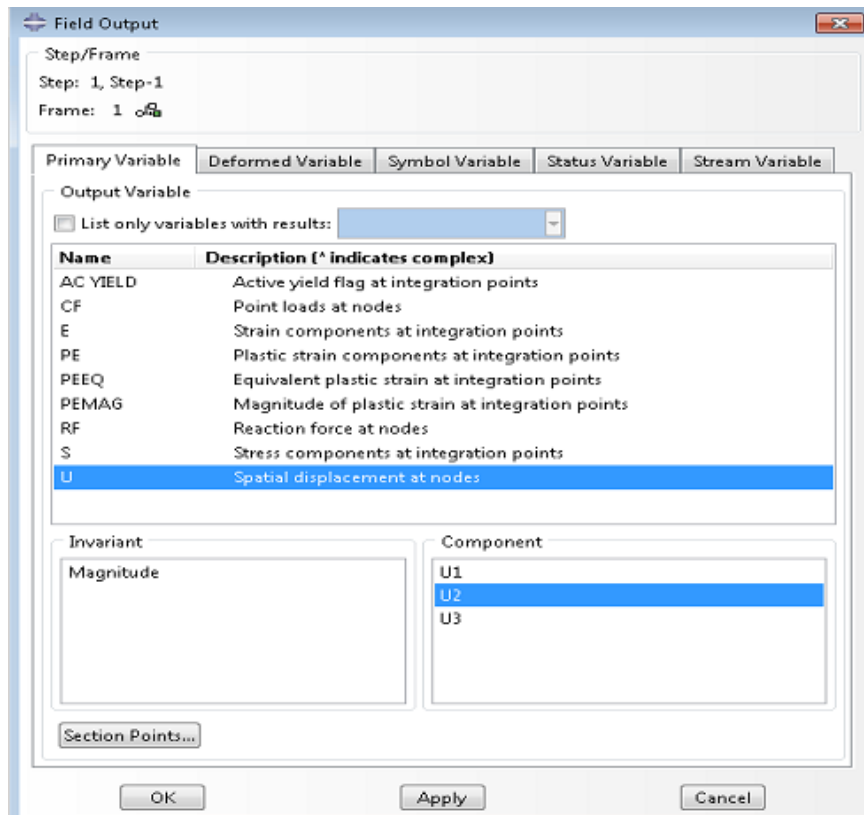 Field Output
Step/Frame
Step: 1, Step-1
Frame: 1
Primary Variable Deformed Variable Symbol Variable Status Variable Stream Variable
Output Variable
List only variables with results:
Name Description (^ indicates complex)
AC YIELD Active yield flag at integration points
CF Point loads at nodes
E Strain components at integration points
PE Plastic strain components at integration points
PEEQ Equivalent plastic strain at integration points
PEMAG Magnitude of plastic strain at integration points
RF Reaction force at nodes
S Stress components at integration points
U Spatial displacement at nodes
Invariant Component
Magnitude U1
U2
U3
Section Points...
OK Apply Cancel